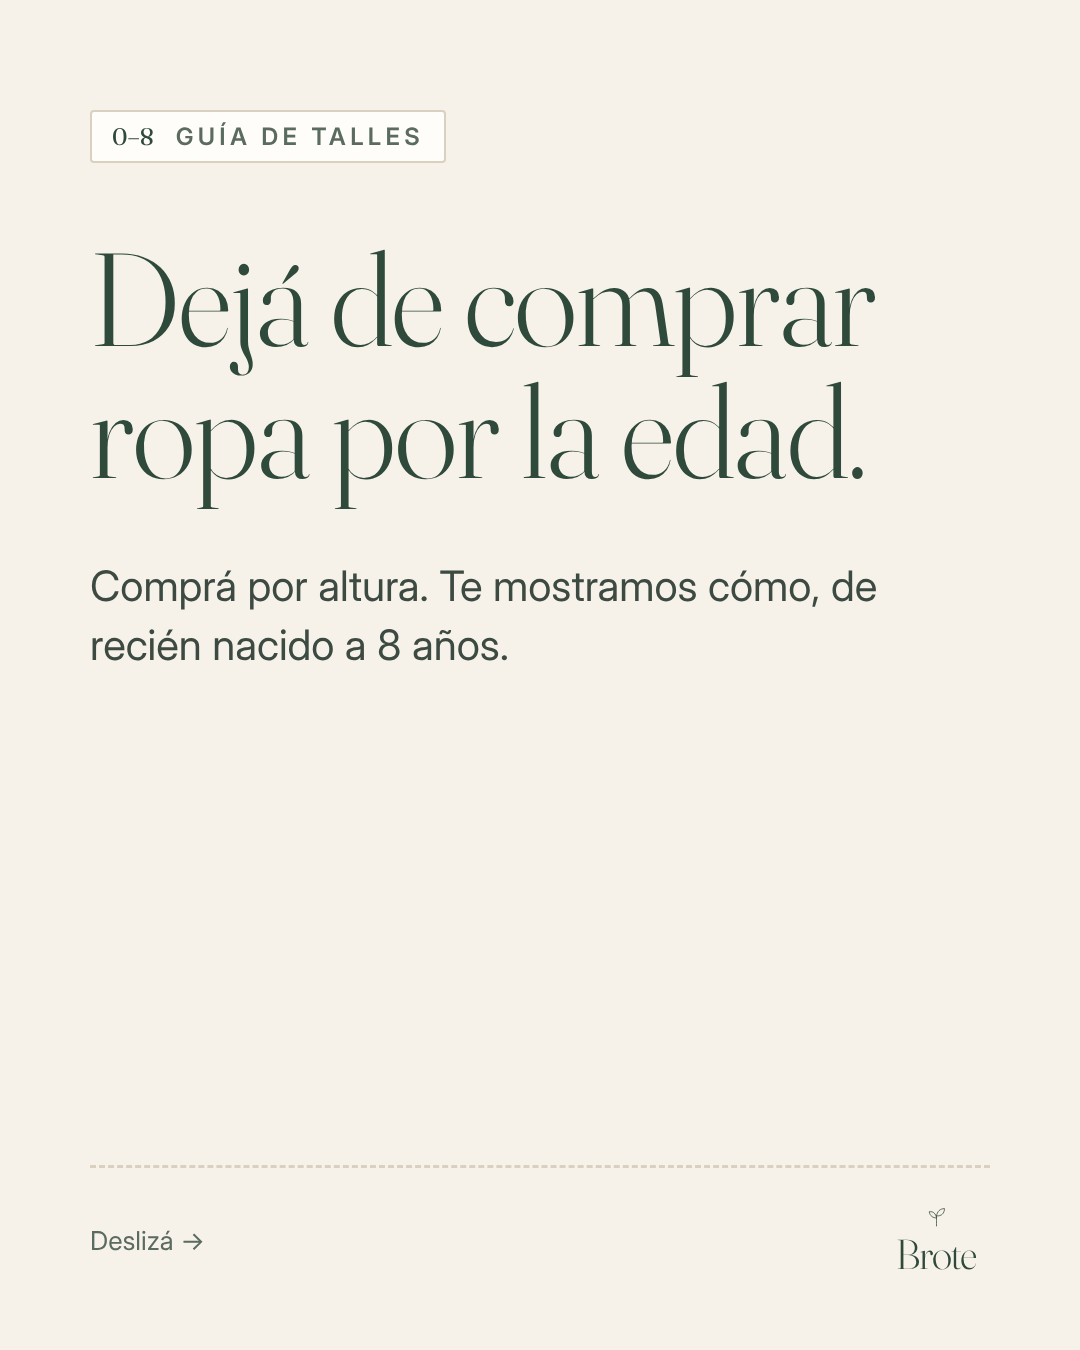 0–8 GUÍA DE TALLES
Dejá de comprar
ropa por la edad.
Comprá por altura. Te mostramos cómo, de
recién nacido a 8 años.
Deslizá →
Brote